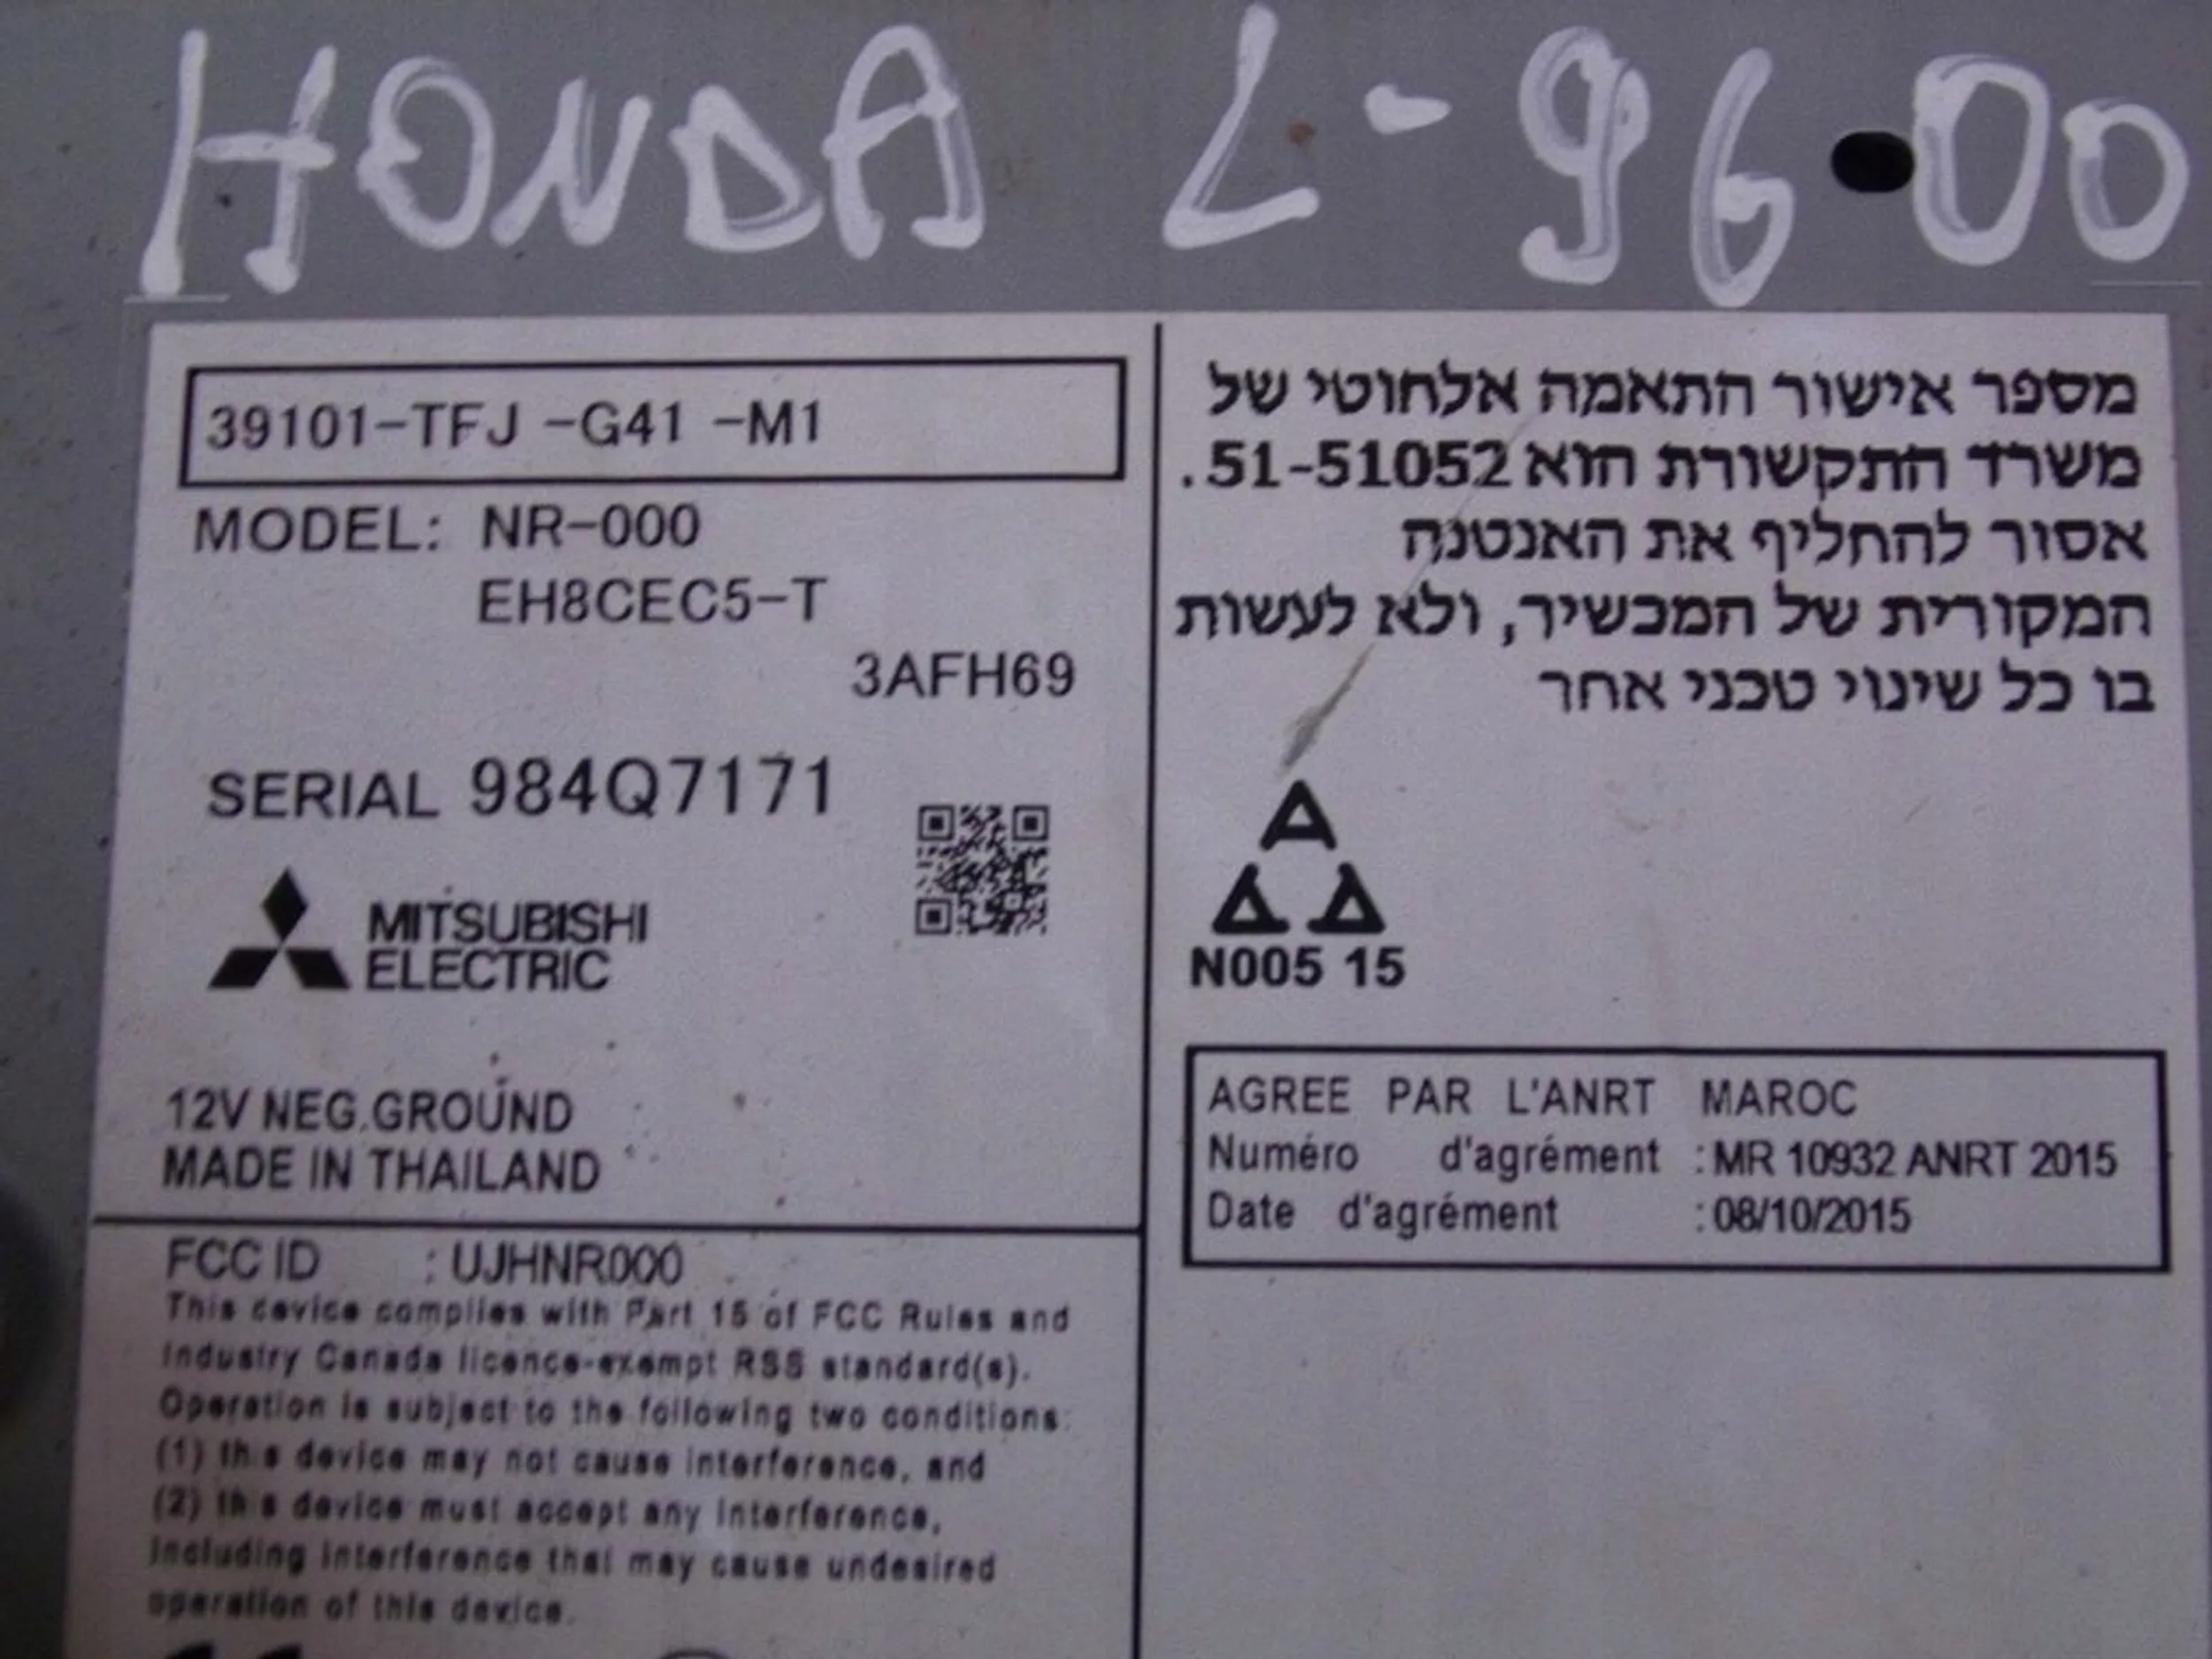 HONDA L-96-00
39101-TFJ -G41 -M1
MODEL: NR-000
EH8CEC5-T
3AFH69
SERIAL 984Q7171
MITSUBISHI
ELECTRIC
12V NEG.GROUND
MADE IN THAILAND
FCC ID : UJHNR000
This device complies with Part 15 of FCC Rules and
Industry Canada licence-exempt RSS standard(s).
Operation is subject to the following two conditions:
(1) this device may not cause interference, and
(2) this device must accept any interference,
including interference that may cause undesired
operation of this device.
מספר אישור התאמה אלחוטי של
משרד התקשורת הוא 51-51052.
אסור להחליף את האנטנה
המקורית של המכשיר, ולא לעשות
בו כל שינוי טכני אחר
N005 15
AGREE PAR L'ANRT MAROC
Numéro d'agrément : MR 10932 ANRT 2015
Date d'agrément : 08/10/2015